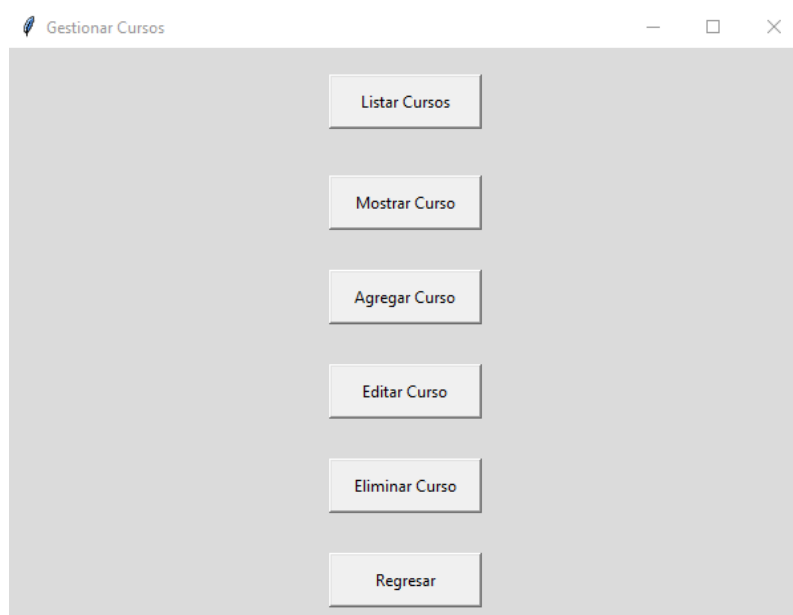 Gestionar Cursos
Listar Cursos
Mostrar Curso
Agregar Curso
Editar Curso
Eliminar Curso
Regresar